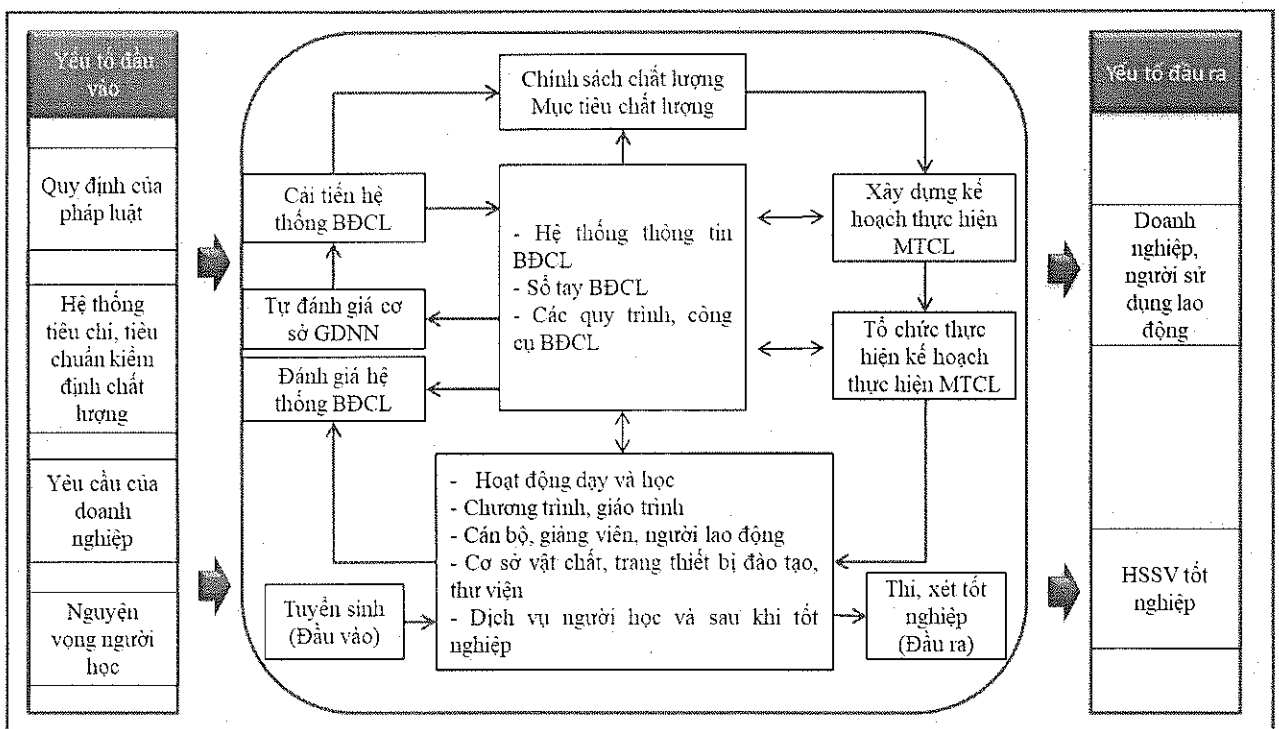 Yếu tố đầu
vào
Quy định của
pháp luật
Hệ thống
tiêu chí, tiêu
chuẩn kiểm
định chất
lượng
Yêu cầu của
doanh
nghiệp
Nguyện
vọng người
học
Chính sách chất lượng
Mục tiêu chất lượng
Cải tiến hệ
thống BĐCL
Tự đánh giá cơ
sở GDNN
Đánh giá hệ
thống BĐCL
- Hệ thống thông tin
BĐCL
- Sổ tay BĐCL
- Các quy trình, công
cụ BĐCL
Xây dựng kế
hoạch thực hiện
MTCL
Tổ chức thực
hiện kế hoạch
thực hiện MTCL
- Hoạt động dạy và học
- Chương trình, giáo trình
- Cán bộ, giảng viên, người lao động
- Cơ sở vật chất, trang thiết bị đào tạo,
thư viện
- Dịch vụ người học và sau khi tốt
nghiệp
Tuyển sinh
(Đầu vào)
Thi, xét tốt
nghiệp
(Đầu ra)
Yếu tố đầu ra
Doanh
nghiệp,
người sử
dụng lao
động
HSSV tốt
nghiệp